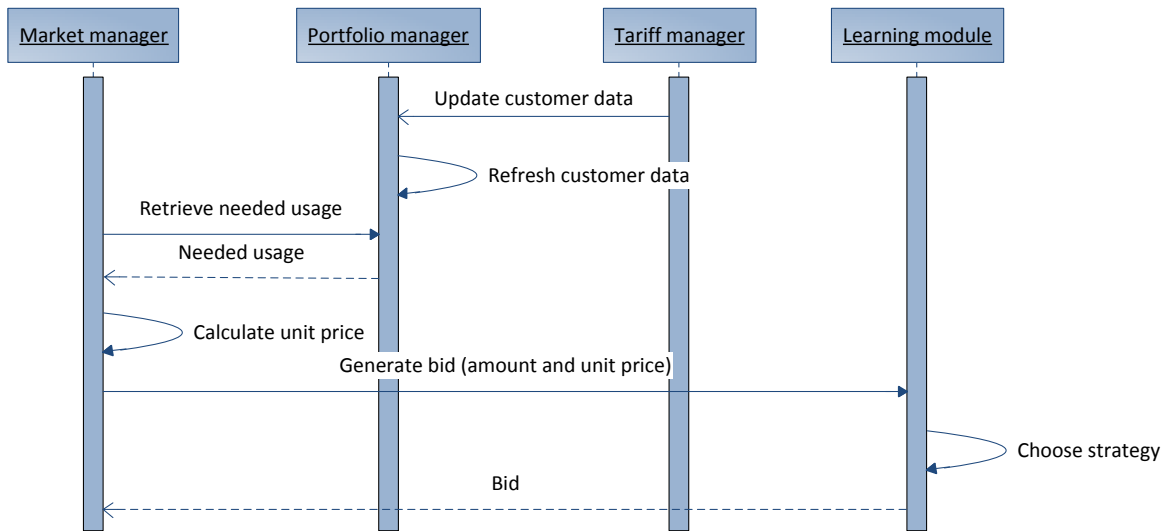 Market manager
Portfolio manager
Tariff manager
Learning module
Update customer data
Refresh customer data
Retrieve needed usage
Needed usage
Calculate unit price
Generate bid (amount and unit price)
Choose strategy
Bid